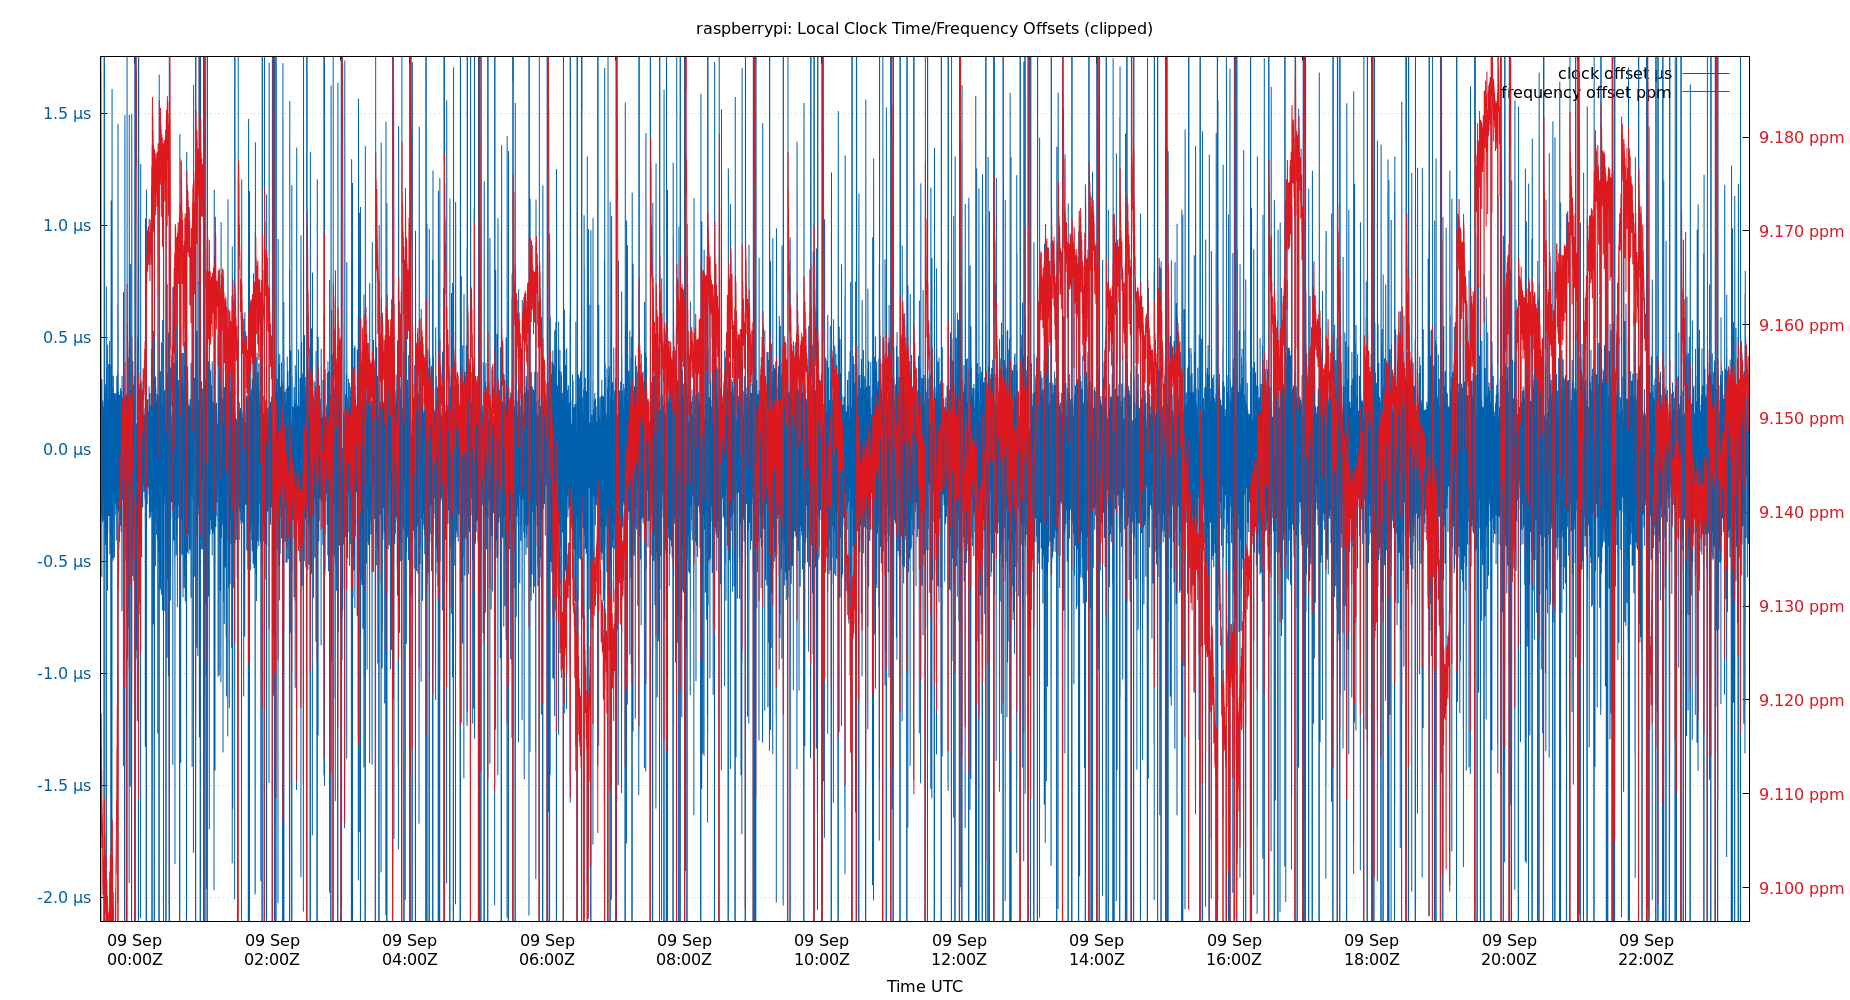 raspberrypi: Local Clock Time/Frequency Offsets (clipped)
clock offset µs
frequency offset ppm
1.5 µs
1.0 µs
0.5 µs
0.0 µs
-0.5 µs
-1.0 µs
-1.5 µs
-2.0 µs
9.180 ppm
9.170 ppm
9.160 ppm
9.150 ppm
9.140 ppm
9.130 ppm
9.120 ppm
9.110 ppm
9.100 ppm
09 Sep 09 Sep 09 Sep 09 Sep 09 Sep 09 Sep 09 Sep 09 Sep 09 Sep 09 Sep 09 Sep 09 Sep
00:00Z 02:00Z 04:00Z 06:00Z 08:00Z 10:00Z 12:00Z 14:00Z 16:00Z 18:00Z 20:00Z 22:00Z
Time UTC